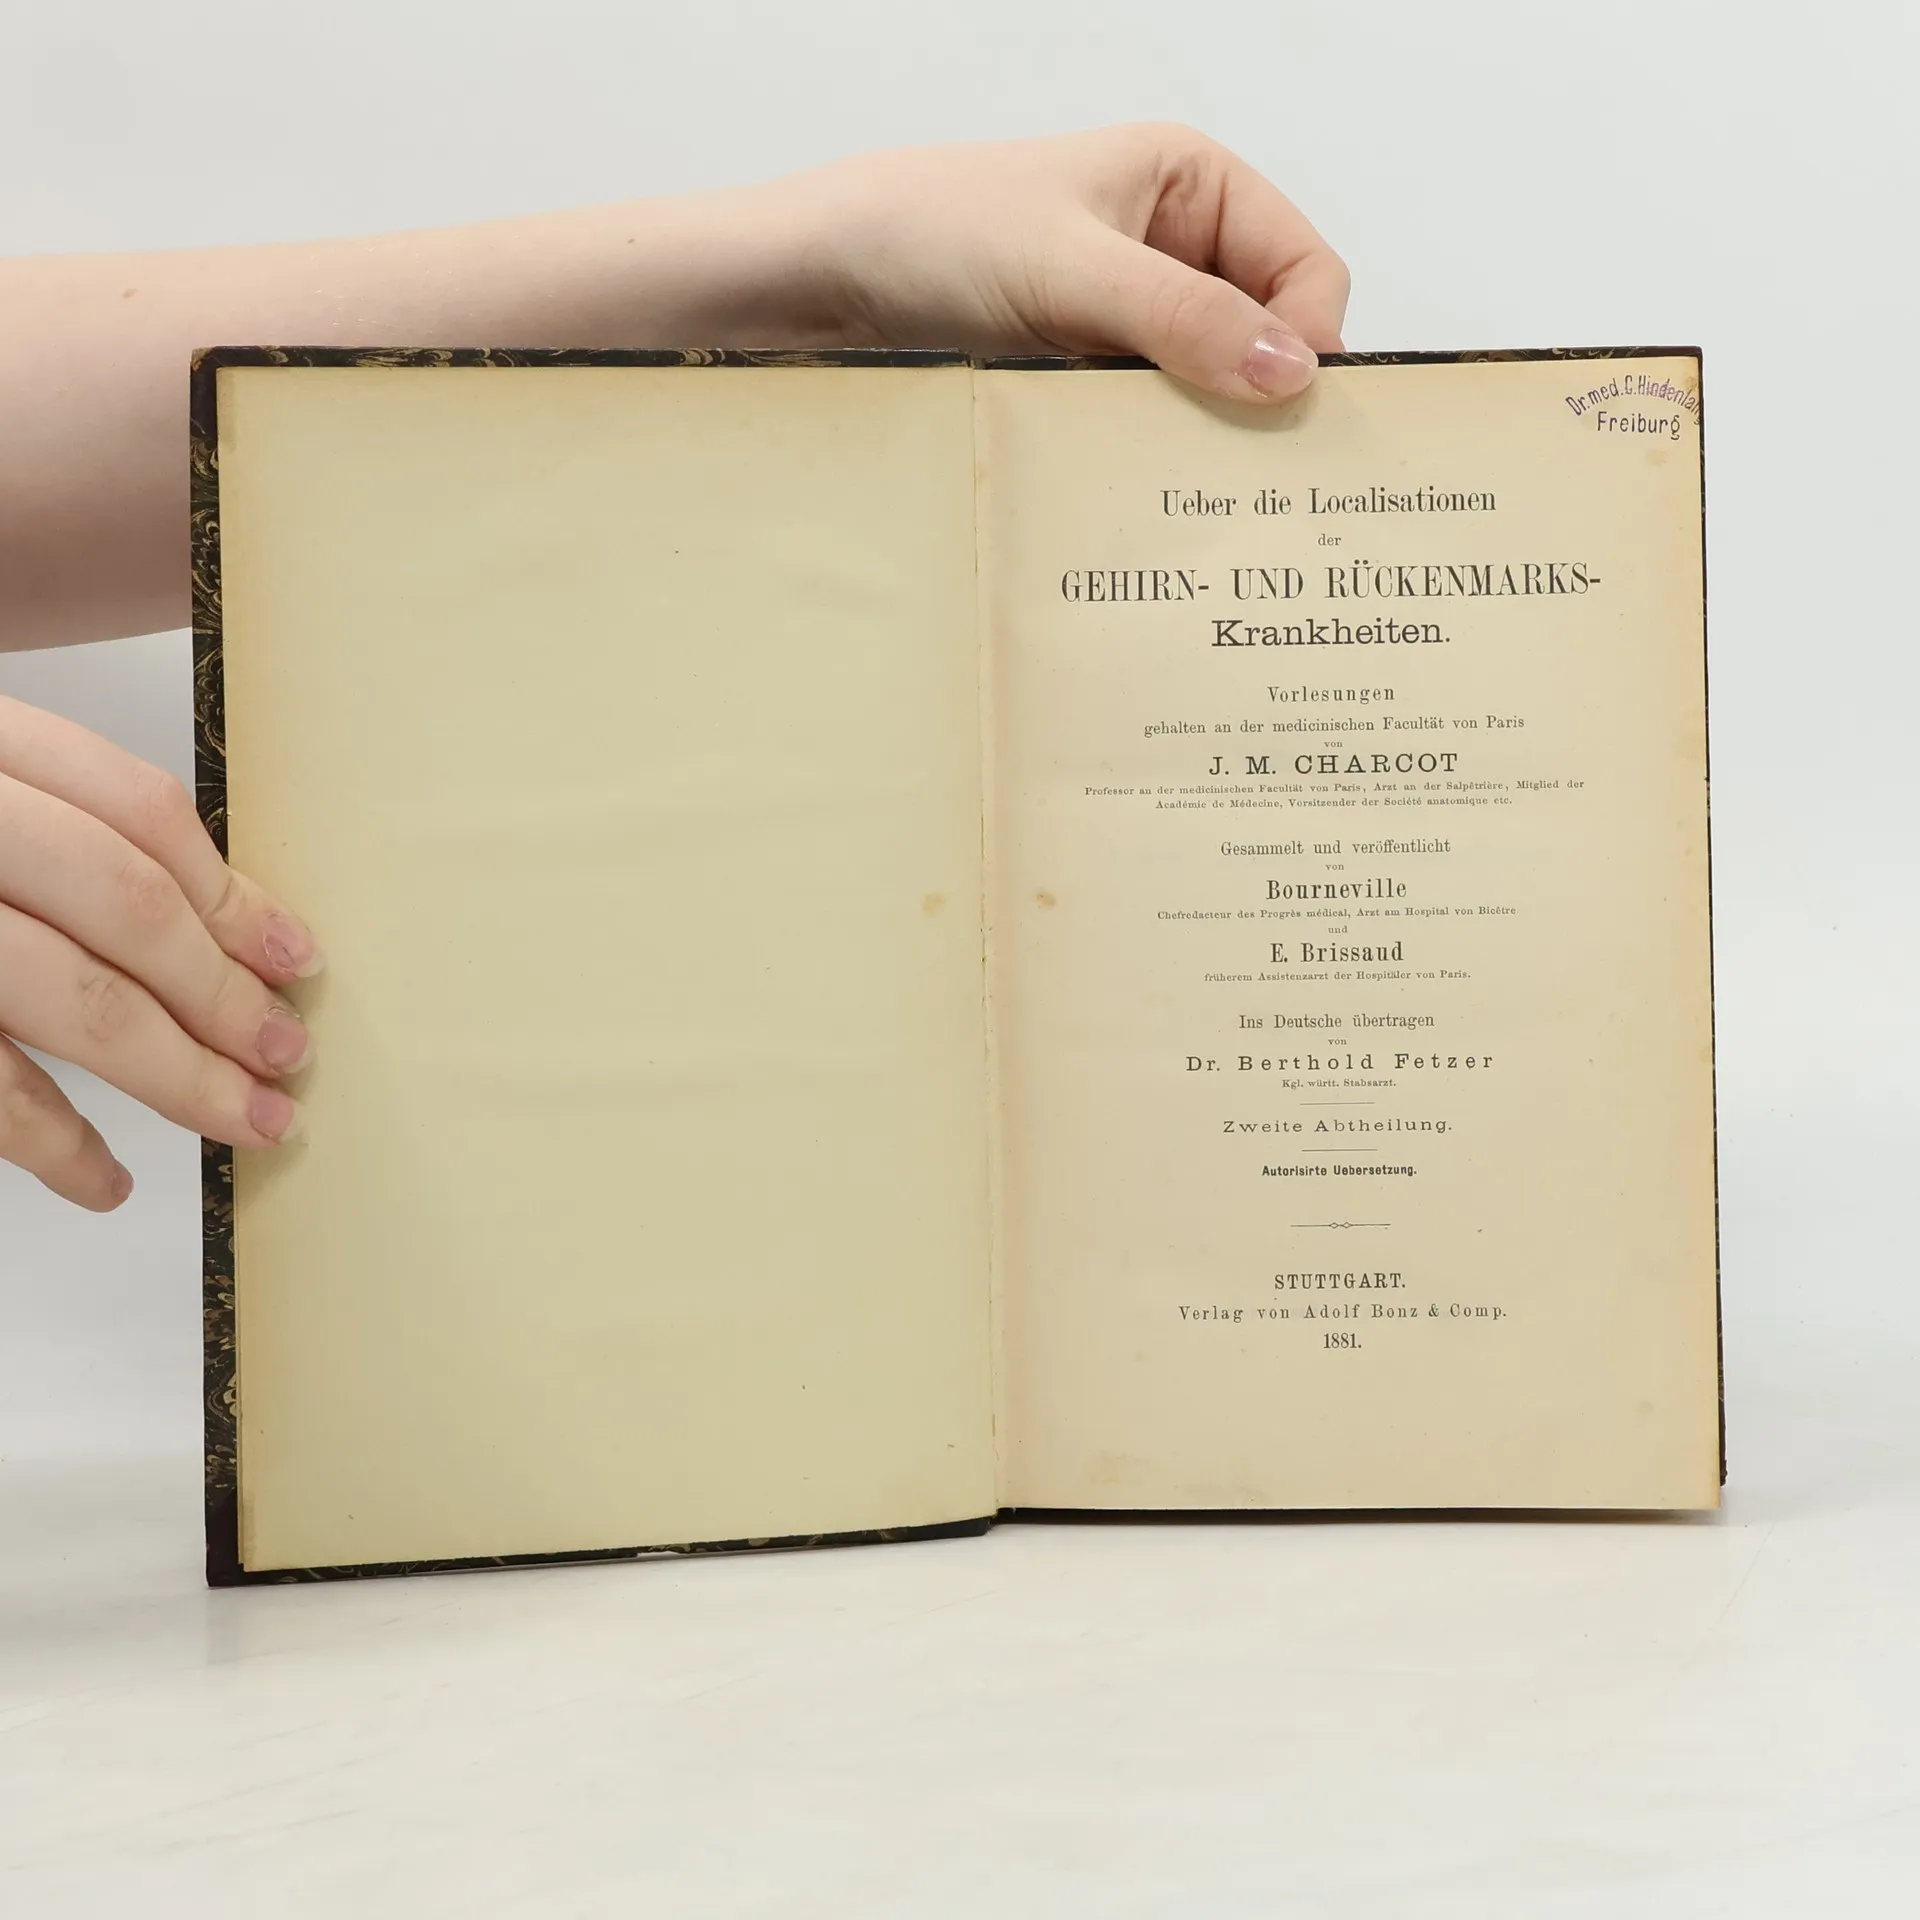 Dr. med. C. Hindenlang
Freiburg
Ueber die Localisationen
der
GEHIRN- UND RÜCKENMARKS-
Krankheiten.
Vorlesungen
gehalten an der medicinischen Facultät von Paris
von
J. M. CHARCOT
Professor an der medicinischen Facultät von Paris, Arzt an der Salpêtrière, Mitglied der
Académie de Médecine, Vorsitzender der Société anatomique etc.
Gesammelt und veröffentlicht
von
Bourneville
Chefredacteur des Progrès médical, Arzt am Hospital von Bicêtre
und
E. Brissaud
früherem Assistenzarzt der Hospitäler von Paris.
Ins Deutsche übertragen
von
Dr. Berthold Fetzer
Kgl. württ. Stabsarzt.
Zweite Abtheilung.
Autorisirte Uebersetzung.
STUTTGART.
Verlag von Adolf Bonz & Comp.
1881.